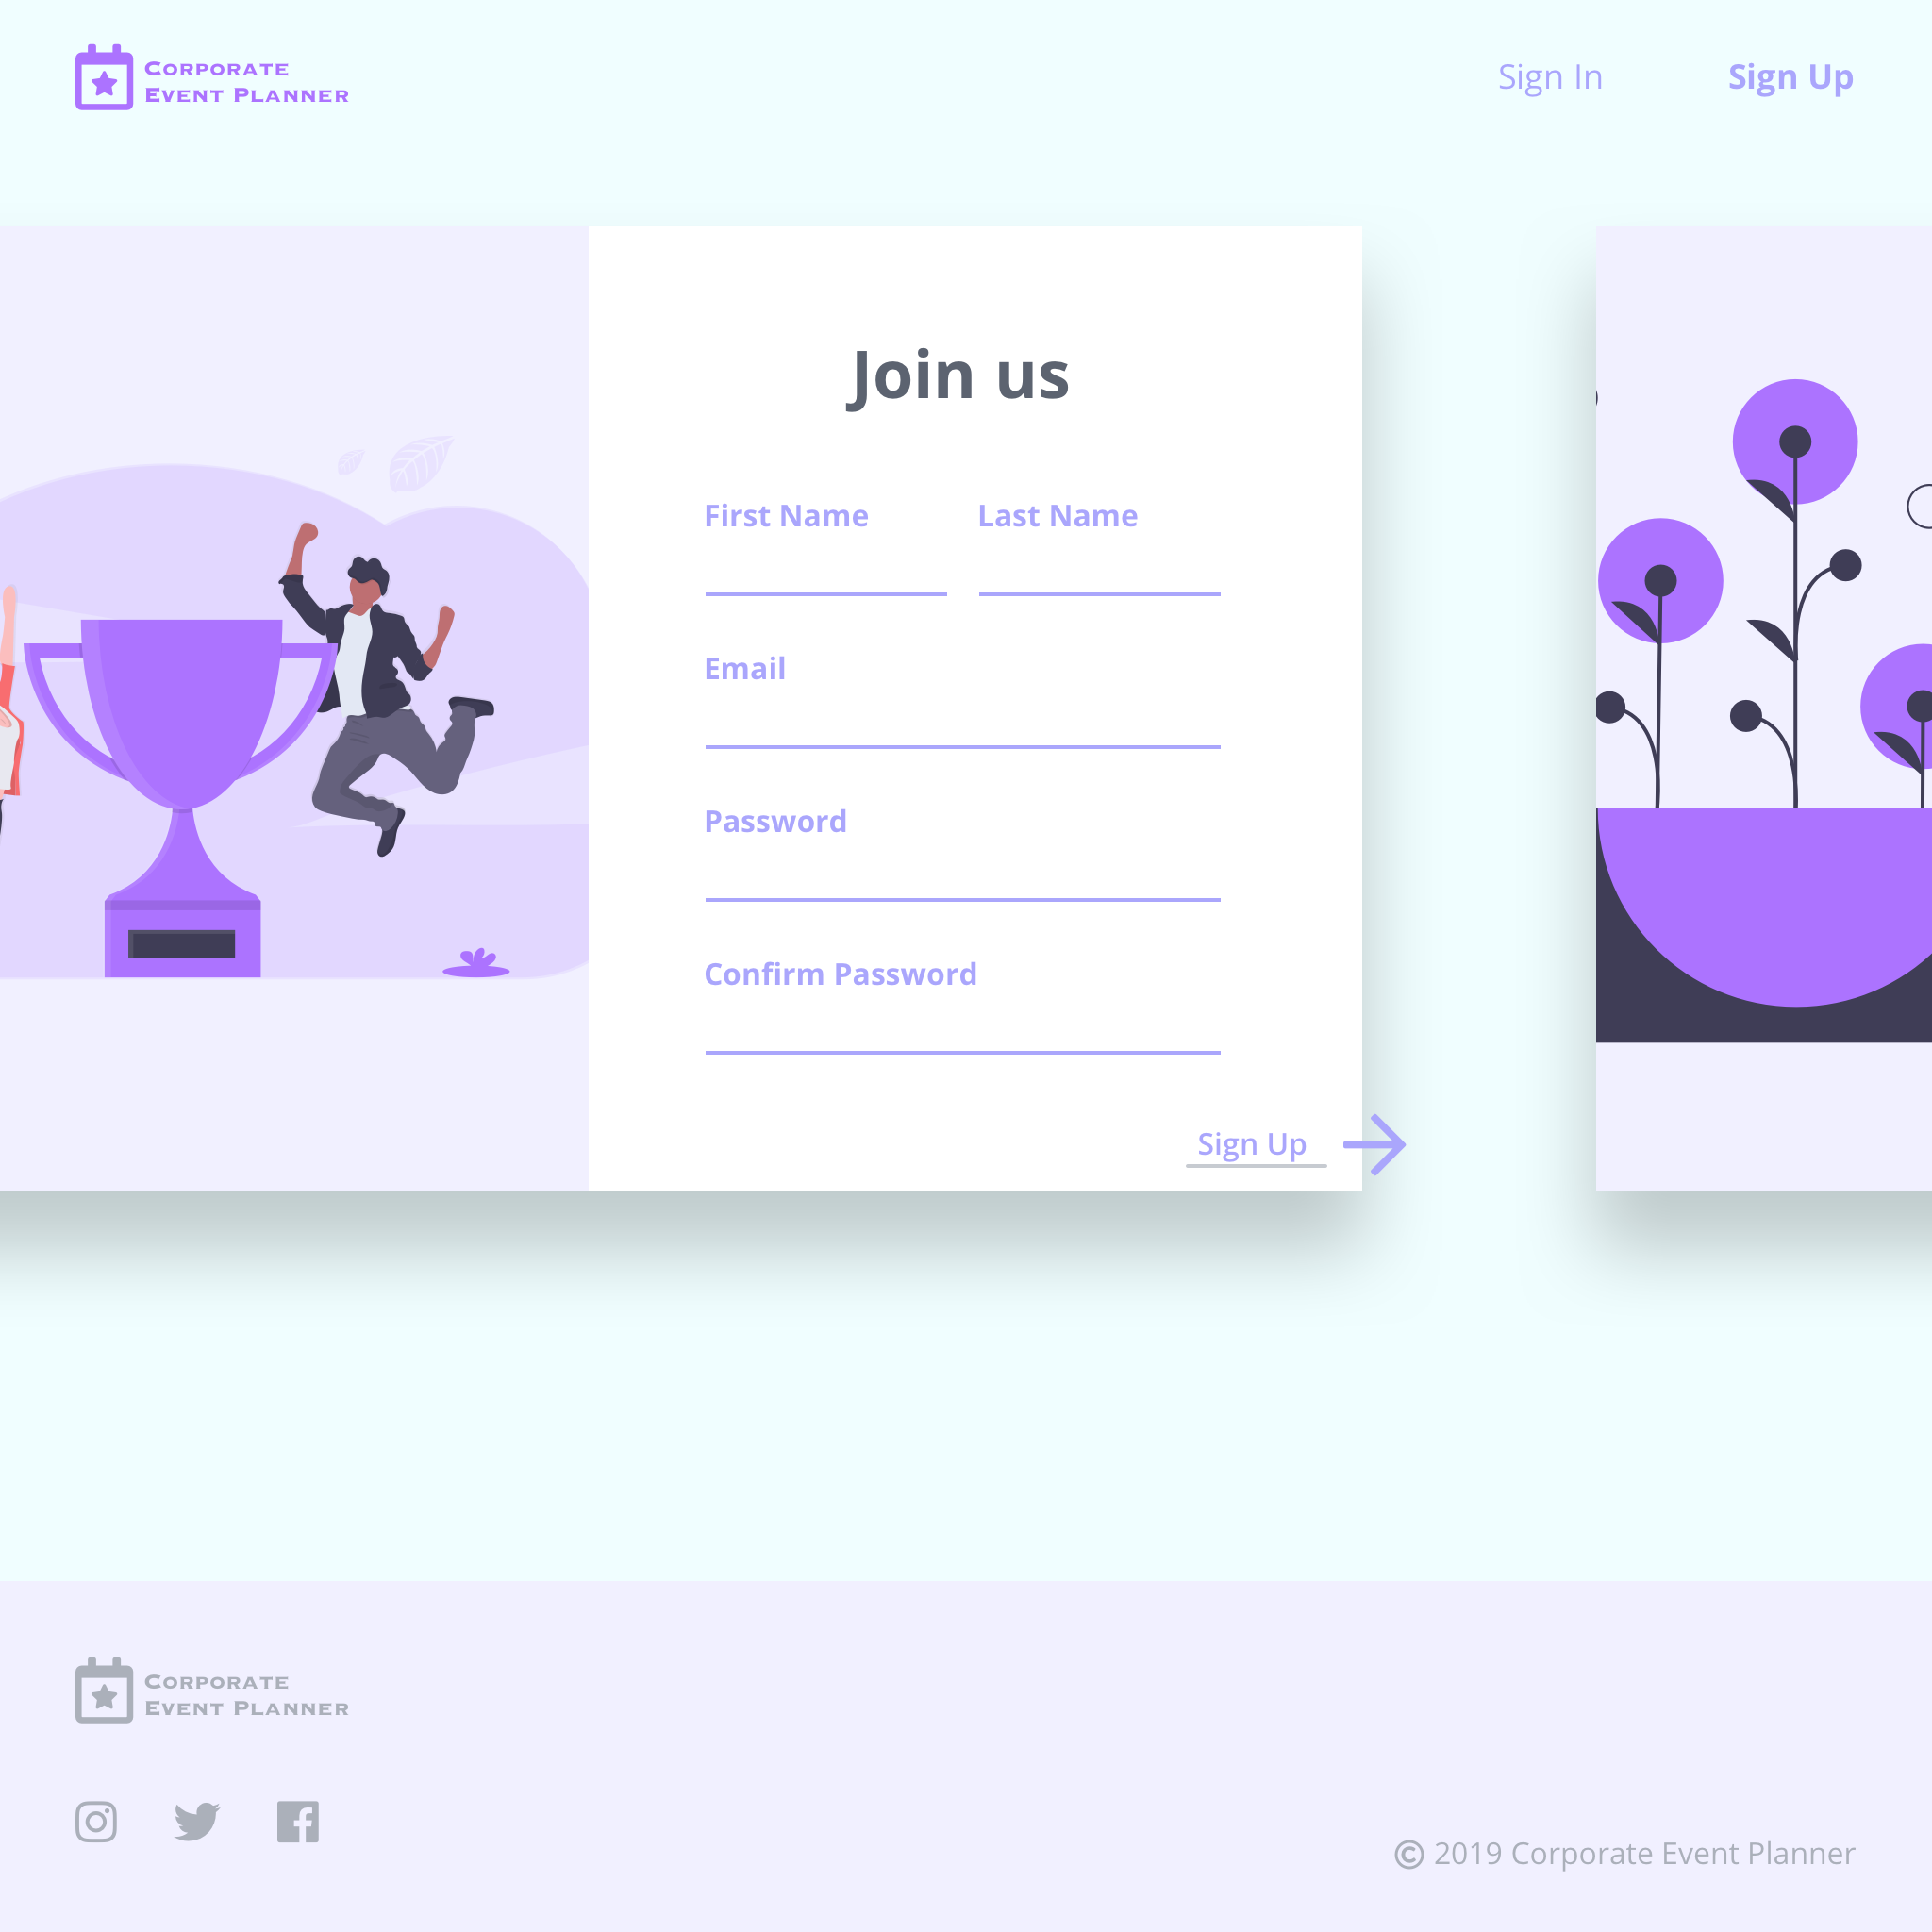 Corporate
Event Planner
Sign In
Sign Up
Join us
First Name
Last Name
Email
Password
Confirm Password
Sign Up
Corporate
Event Planner
© 2019 Corporate Event Planner